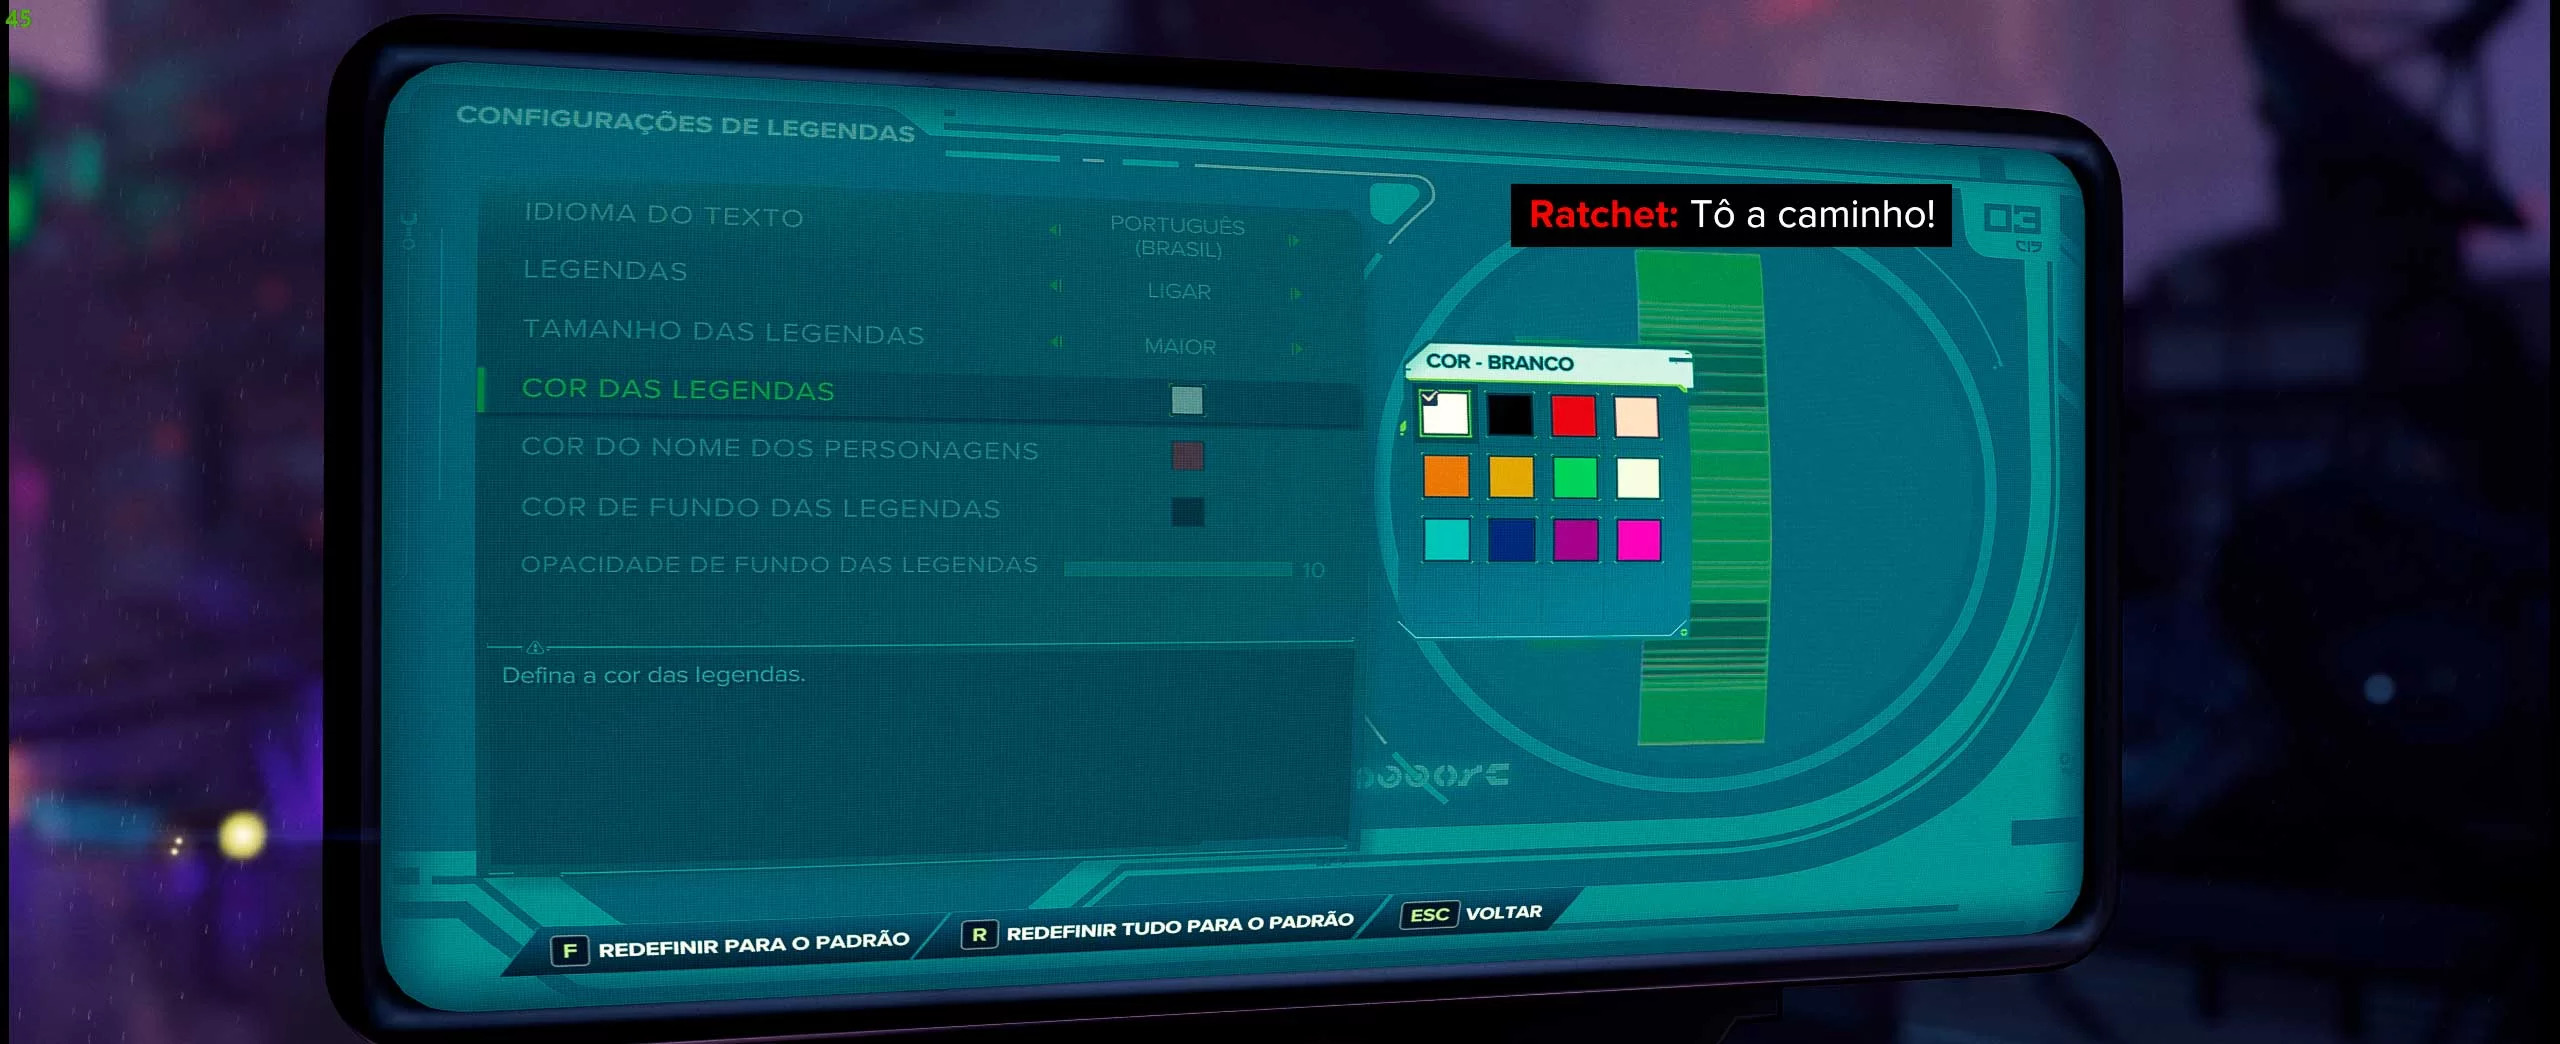 45
CONFIGURAÇÕES DE LEGENDAS
Ratchet: Tô a caminho!
03
IDIOMA DO TEXTO
PORTUGUÊS
(BRASIL)
LEGENDAS
LIGAR
TAMANHO DAS LEGENDAS
MAIOR
COR DAS LEGENDAS
COR DO NOME DOS PERSONAGENS
COR DE FUNDO DAS LEGENDAS
OPACIDADE DE FUNDO DAS LEGENDAS
10
COR - BRANCO
Defina a cor das legendas.
F REDEFINIR PARA O PADRÃO
R REDEFINIR TUDO PARA O PADRÃO
ESC VOLTAR